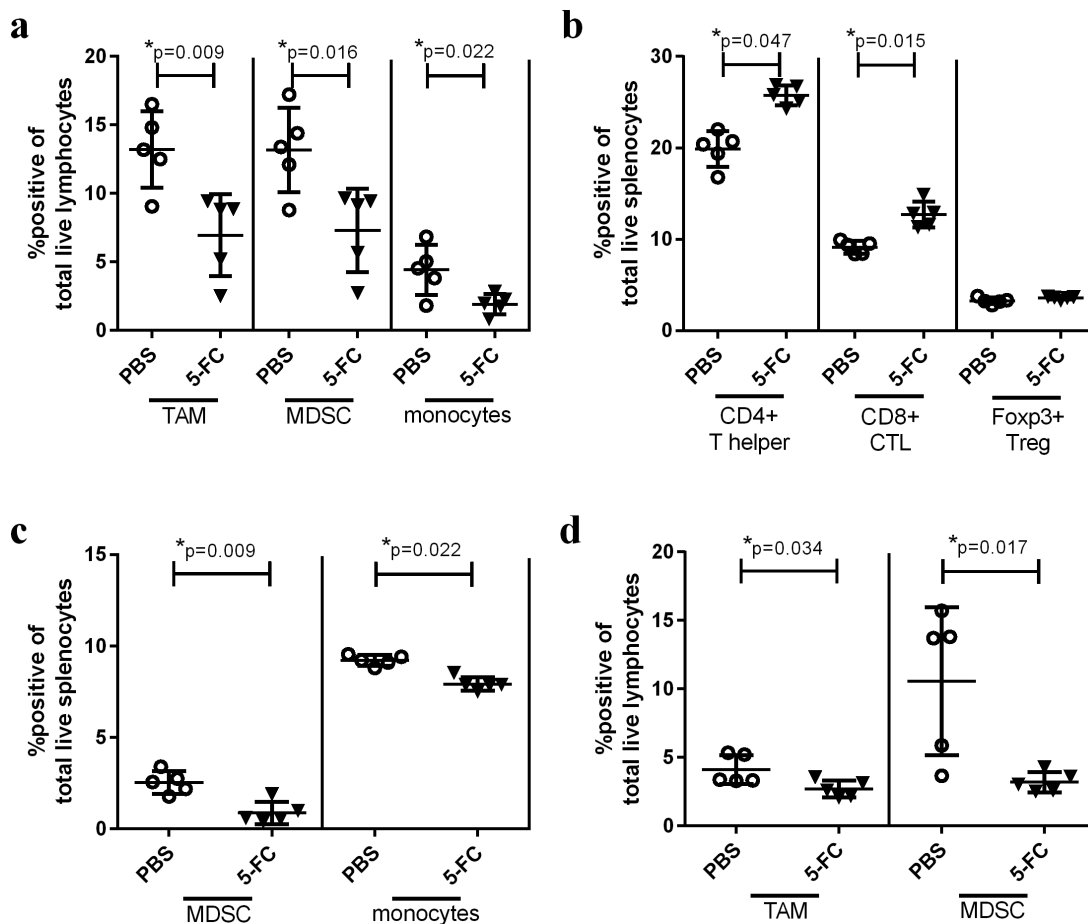 a
%positive of
total live lymphocytes
20
15
10
5
0
*p=0.009
*p=0.016
*p=0.022
PBS
5-FC
PBS
5-FC
PBS
5-FC
TAM
MDSC
monocytes
b
%positive of
total live splenocytes
30
20
10
0
*p=0.047
*p=0.015
PBS
5-FC
PBS
5-FC
PBS
5-FC
CD4+
T helper
CD8+
CTL
Foxp3+
Treg
c
%positive of
total live splenocytes
15
10
5
0
*p=0.009
*p=0.022
PBS
5-FC
PBS
5-FC
MDSC
monocytes
d
%positive of
total live lymphocytes
20
15
10
5
0
*p=0.034
*p=0.017
PBS
5-FC
PBS
5-FC
TAM
MDSC